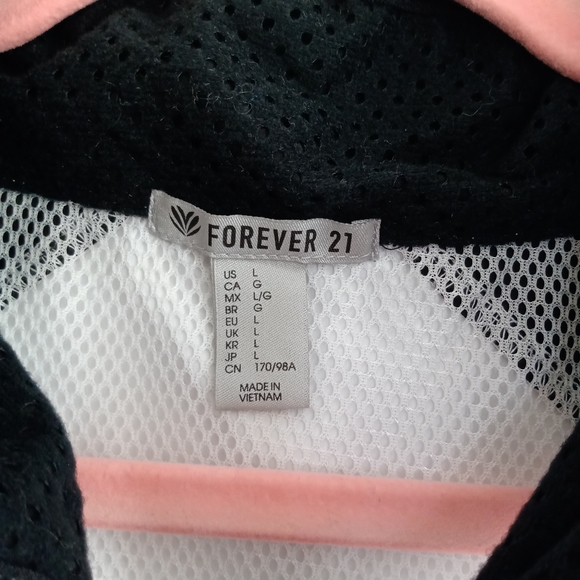 FOREVER 21
US L
CA G
MX L/G
BR G
EU L
UK L
KR L
JP L
CN 170/98A
MADE IN
VIETNAM